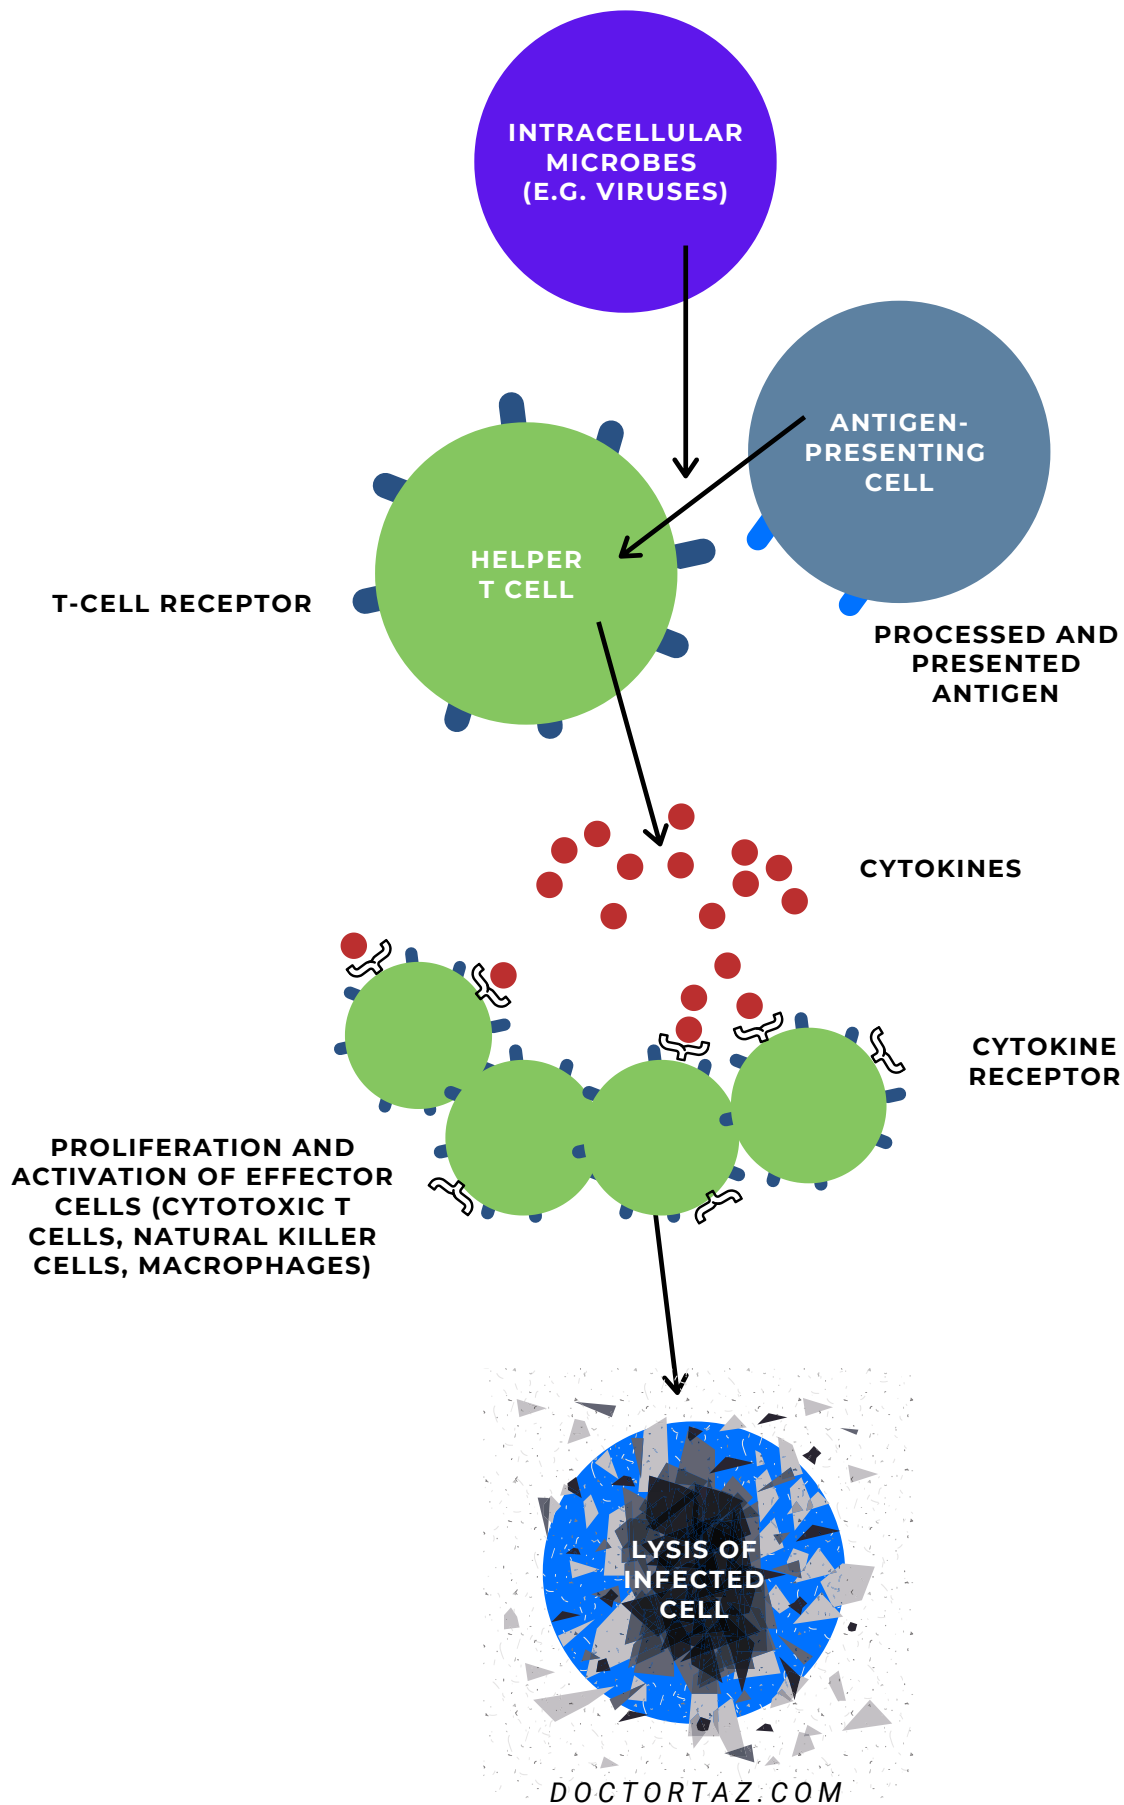 INTRACELLULAR
MICROBES
(E.G. VIRUSES)
ANTIGEN-
PRESENTING
CELL
HELPER
T CELL
T-CELL RECEPTOR
PROCESSED AND
PRESENTED
ANTIGEN
CYTOKINES
CYTOKINE
RECEPTOR
PROLIFERATION AND
ACTIVATION OF EFFECTOR
CELLS (CYTOTOXIC T
CELLS, NATURAL KILLER
CELLS, MACROPHAGES)
LYSIS OF
INFECTED
CELL
DOCTORTAZ.COM